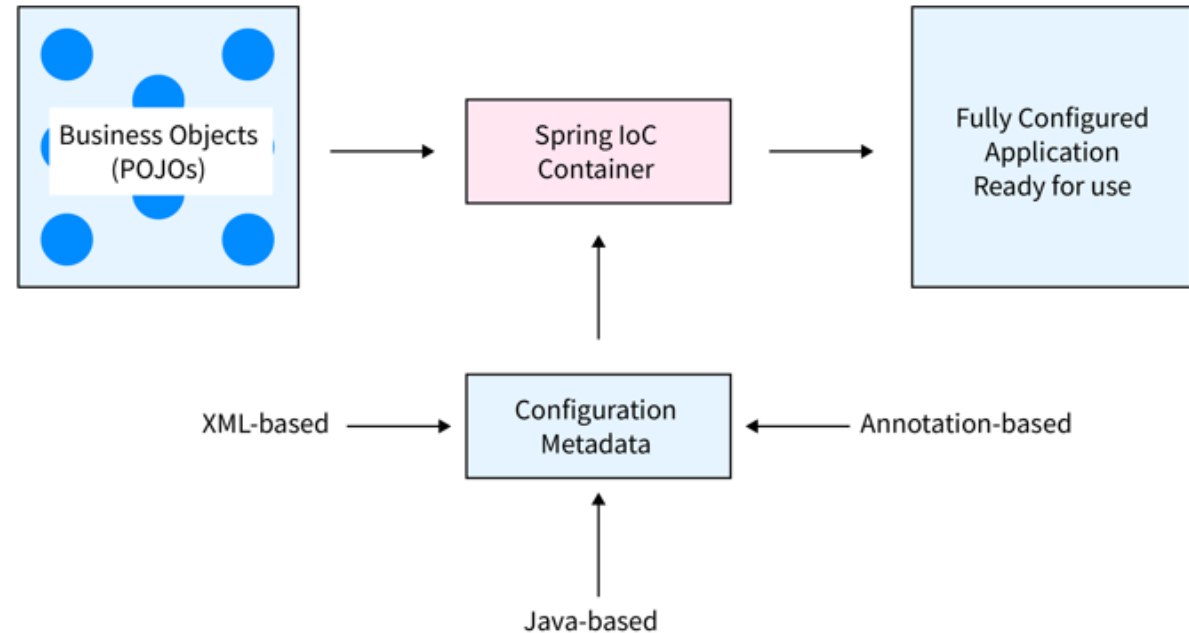 Business Objects
(POJOs)
Spring IoC
Container
Fully Configured
Application
Ready for use
XML-based
Configuration
Metadata
Annotation-based
Java-based